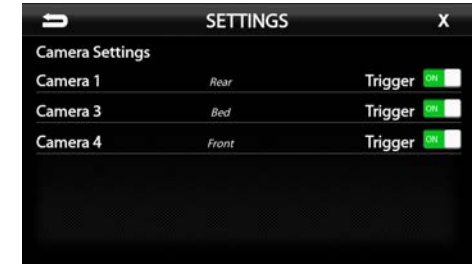 SETTINGS X
Camera Settings
Camera 1 Rear Trigger ON
Camera 3 Bed Trigger ON
Camera 4 Front Trigger ON